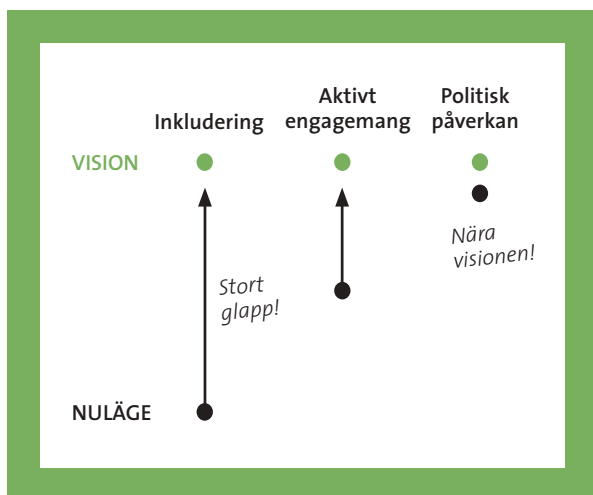 Inkludering
Aktivt
engagemang
Politisk
påverkan
VISION
Nära
visionen!
Stort
glapp!
NULÄGE